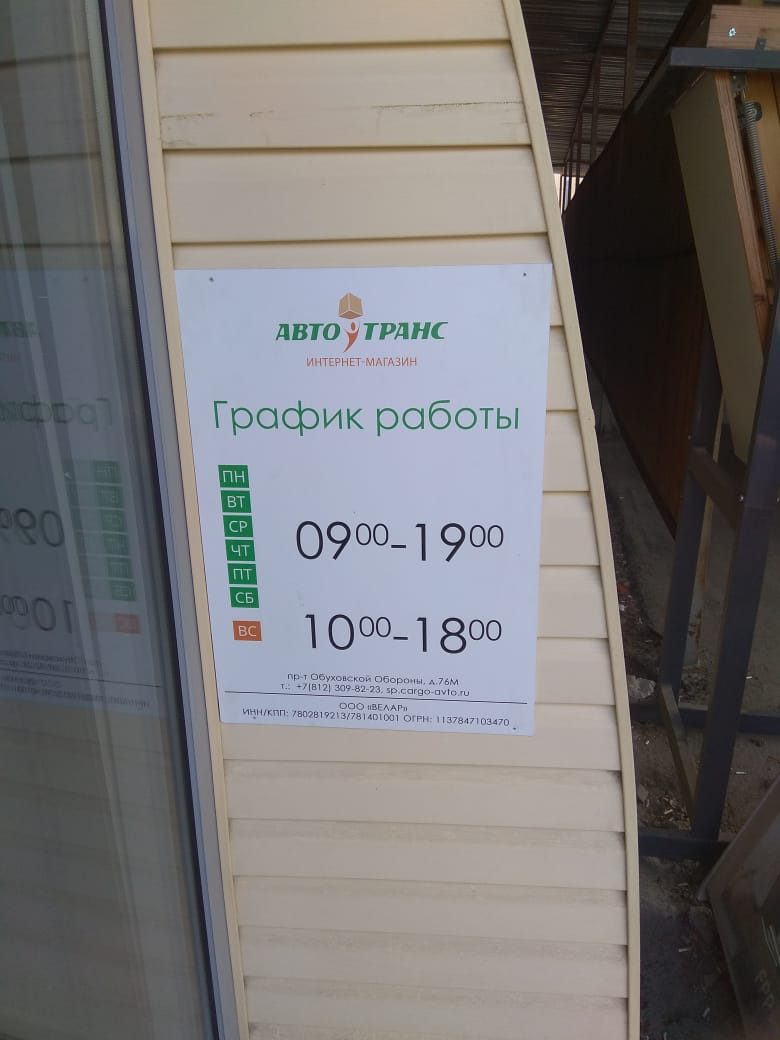 АВТО ТРАНС
ИНТЕРНЕТ-МАГАЗИН
График работы
ПН
ВТ
СР
ЧТ
ПТ
СБ
09⁰⁰-19⁰⁰
ВС
10⁰⁰-18⁰⁰
пр-т Обуховской Обороны, д.76М
т.: +7(812) 309-82-23, sp.cargo-avto.ru
ООО «ВЕЛАР»
ИНН/КПП: 7802819213/781401001 ОГРН: 1137847103470